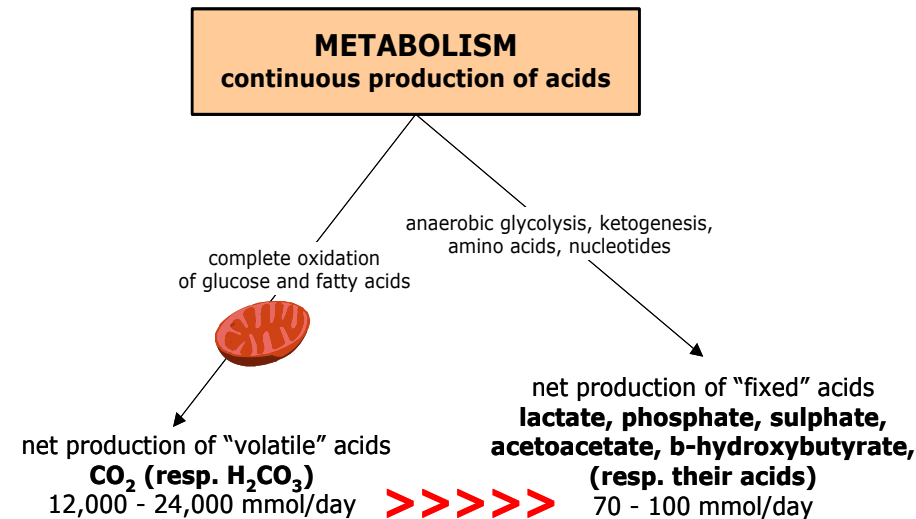 METABOLISM
continuous production of acids
anaerobic glycolysis, ketogenesis,
amino acids, nucleotides
complete oxidation
of glucose and fatty acids
net production of “volatile” acids
CO₂ (resp. H₂CO₃)
12,000 - 24,000 mmol/day
>>>>>
net production of “fixed” acids
lactate, phosphate, sulphate,
acetoacetate, b-hydroxybutyrate,
(resp. their acids)
70 - 100 mmol/day